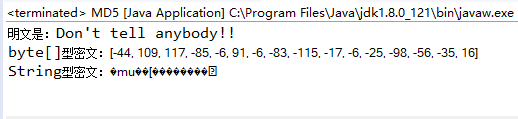 <terminated> MD5 [Java Application] C:\Program Files\Java\jdk1.8.0_121\bin\javaw.exe
明文是：Don't tell anybody!!
byte[]型密文：[-44, 109, 117, -85, -6, 91, -6, -83, -115, -17, -6, -25, -98, -56, -35, 16]
String型密文：�mu��[��������